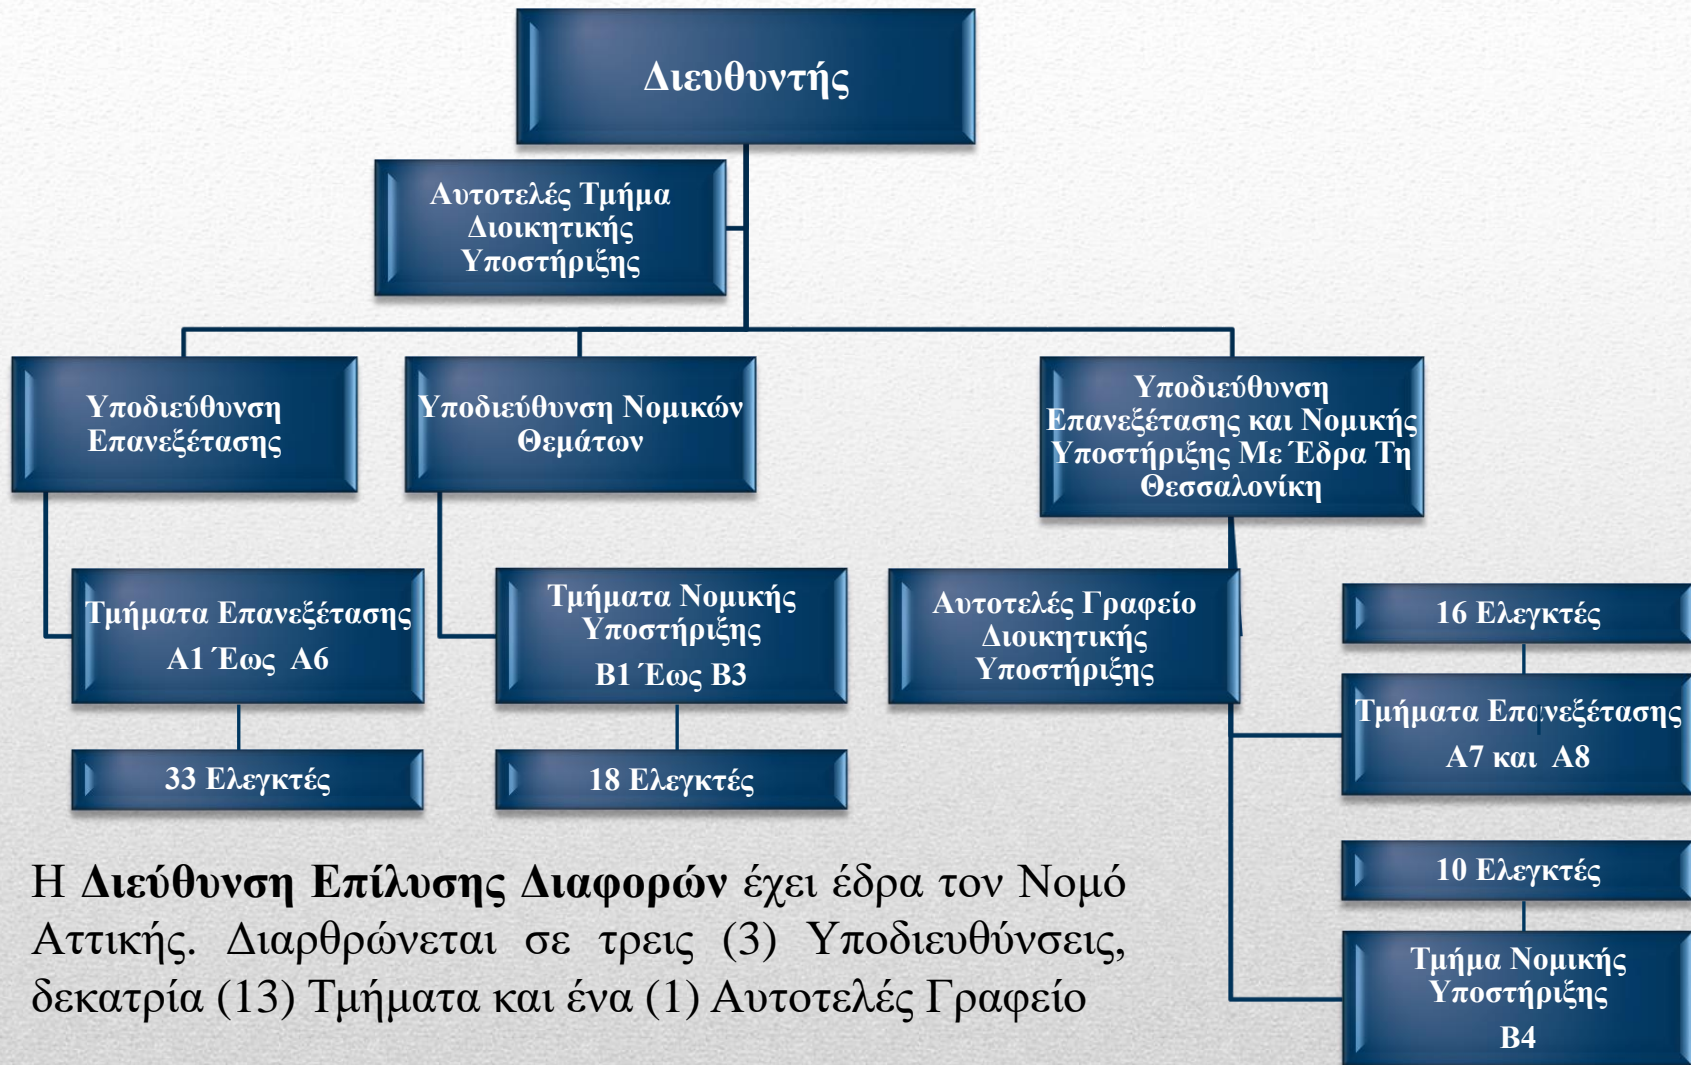 Διευθυντής
Αυτοτελές Τμήμα
Διοικητικής
Υποστήριξης
Υποδιεύθυνση
Επανεξέτασης
Υποδιεύθυνση Νομικών
Θεμάτων
Υποδιεύθυνση
Επανεξέτασης και Νομικής
Υποστήριξης Με Έδρα Τη
Θεσσαλονίκη
Τμήματα Επανεξέτασης
Α1 Έως Α6
33 Ελεγκτές
Τμήματα Νομικής
Υποστήριξης
Β1 Έως Β3
18 Ελεγκτές
Αυτοτελές Γραφείο
Διοικητικής
Υποστήριξης
16 Ελεγκτές
Τμήματα Επανεξέτασης
Α7 και Α8
10 Ελεγκτές
Τμήμα Νομικής
Υποστήριξης
Β4
Η Διεύθυνση Επίλυσης Διαφορών έχει έδρα τον Νομό
Αττικής. Διαρθρώνεται σε τρεις (3) Υποδιευθύνσεις,
δεκατρία (13) Τμήματα και ένα (1) Αυτοτελές Γραφείο